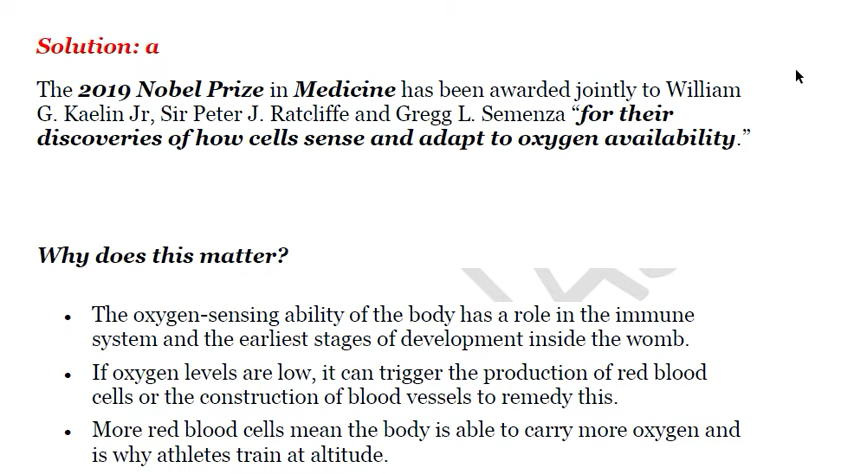 Solution: a
The 2019 Nobel Prize in Medicine has been awarded jointly to William
G. Kaelin Jr, Sir Peter J. Ratcliffe and Gregg L. Semenza “for their
discoveries of how cells sense and adapt to oxygen availability.”
Why does this matter?
• The oxygen-sensing ability of the body has a role in the immune
system and the earliest stages of development inside the womb.
• If oxygen levels are low, it can trigger the production of red blood
cells or the construction of blood vessels to remedy this.
• More red blood cells mean the body is able to carry more oxygen and
is why athletes train at altitude.